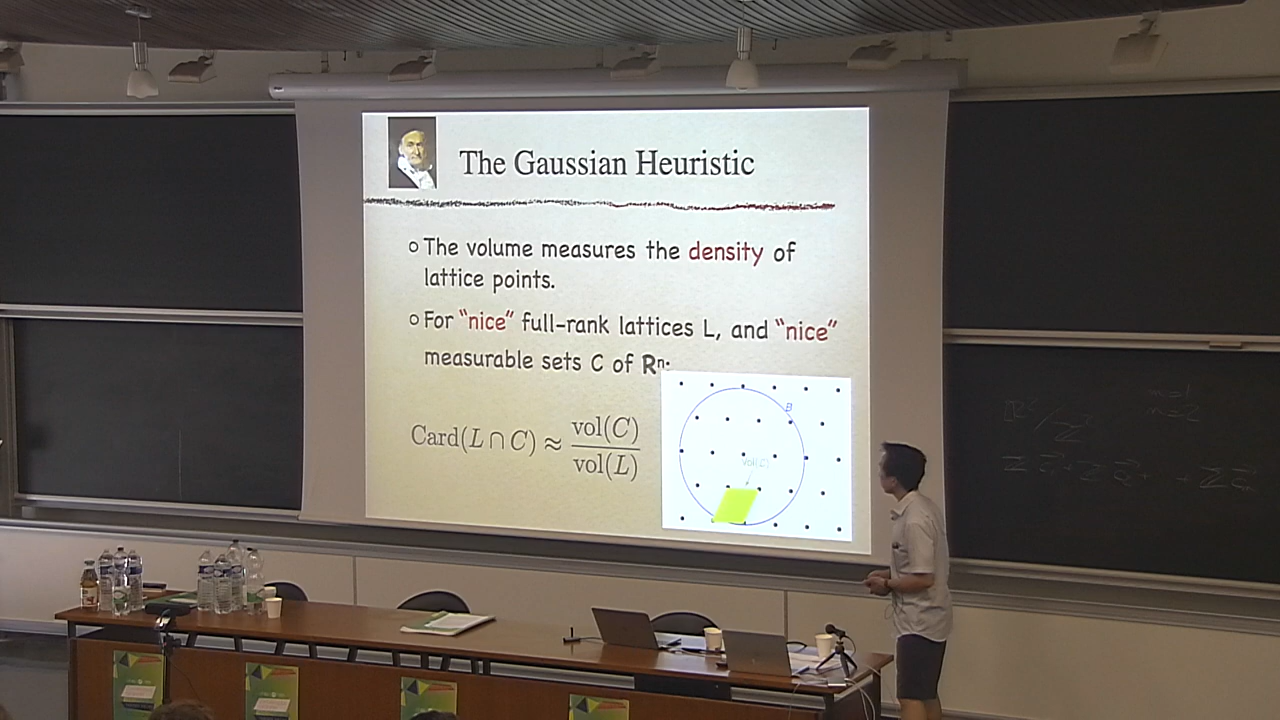 The Gaussian Heuristic
○ The volume measures the density of
lattice points.
○ For “nice” full-rank lattices L, and “nice”
measurable sets C of Rⁿ:
Card(L ∩ C) ≈ vol(C)
vol(L)
B
vol(L)